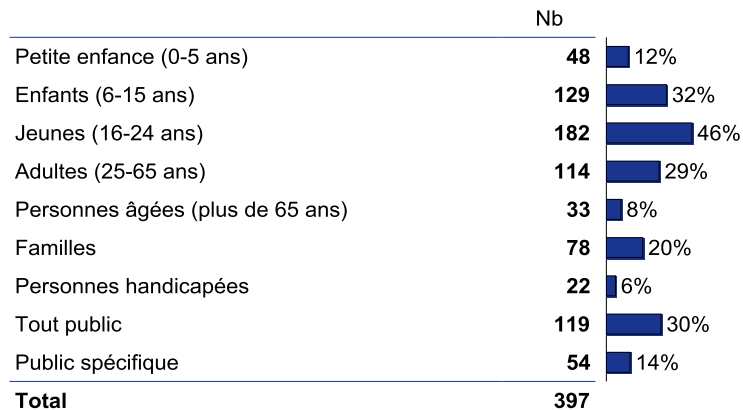 Nb
Petite enfance (0-5 ans) 48 12%
Enfants (6-15 ans) 129 32%
Jeunes (16-24 ans) 182 46%
Adultes (25-65 ans) 114 29%
Personnes âgées (plus de 65 ans) 33 8%
Familles 78 20%
Personnes handicapées 22 6%
Tout public 119 30%
Public spécifique 54 14%
Total 397